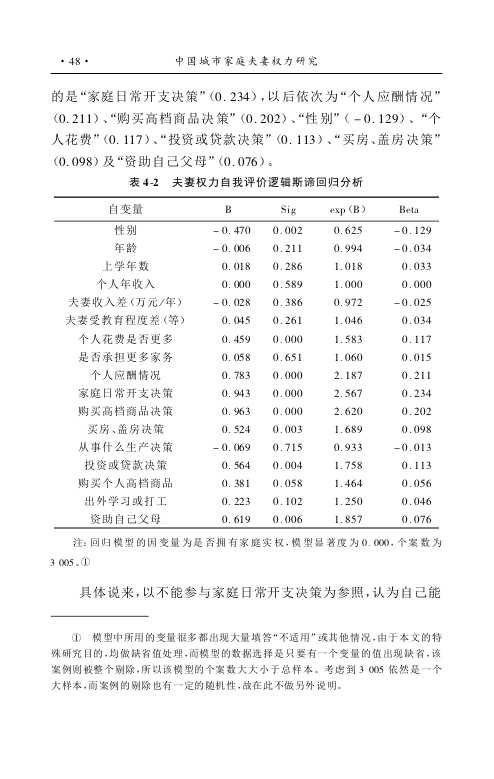 · 48 · 中国城市家庭夫妻权力研究
的是“家庭日常开支决策”(0.234),以后依次为“个人应酬情况”
(0.211)、“购买高档商品决策”(0.202)、“性别”(-0.129)、“个
人花费”(0.117)、“投资或贷款决策”(0.113)、“买房、盖房决策”
(0.098)及“资助自己父母”(0.076)。
表 4-2 夫妻权力自我评价逻辑斯谛回归分析
自变量 B Sig exp(B) Beta
性别 -0.470 0.002 0.625 -0.129
年龄 -0.006 0.211 0.994 -0.034
上学年数 0.018 0.286 1.018 0.033
个人年收入 0.000 0.589 1.000 0.000
夫妻收入差(万元/年) -0.028 0.386 0.972 -0.025
夫妻受教育程度差(等) 0.045 0.261 1.046 0.034
个人花费是否更多 0.459 0.000 1.583 0.117
是否承担更多家务 0.058 0.651 1.060 0.015
个人应酬情况 0.783 0.000 2.187 0.211
家庭日常开支决策 0.943 0.000 2.567 0.234
购买高档商品决策 0.963 0.000 2.620 0.202
买房、盖房决策 0.524 0.003 1.689 0.098
从事什么生产决策 -0.069 0.715 0.933 -0.013
投资或贷款决策 0.564 0.004 1.758 0.113
购买个人高档商品 0.381 0.058 1.464 0.056
出外学习或打工 0.223 0.102 1.250 0.046
资助自己父母 0.619 0.006 1.857 0.076
注:回归模型的因变量为是否拥有家庭实权,模型显著度为 0.000,个案数为
3 005。①
具体说来,以不能参与家庭日常开支决策为参照,认为自己能
① 模型中所用的变量很多都出现大量填答“不适用”或其他情况,由于本文的特
殊研究目的,均做缺省值处理,而模型的数据选择是只要有一个变量的值出现缺省,该
案例则被整个剔除,所以该模型的个案数大大小于总样本。考虑到 3 005 依然是一个
大样本,而案例的剔除也有一定的随机性,故在此不做另外说明。